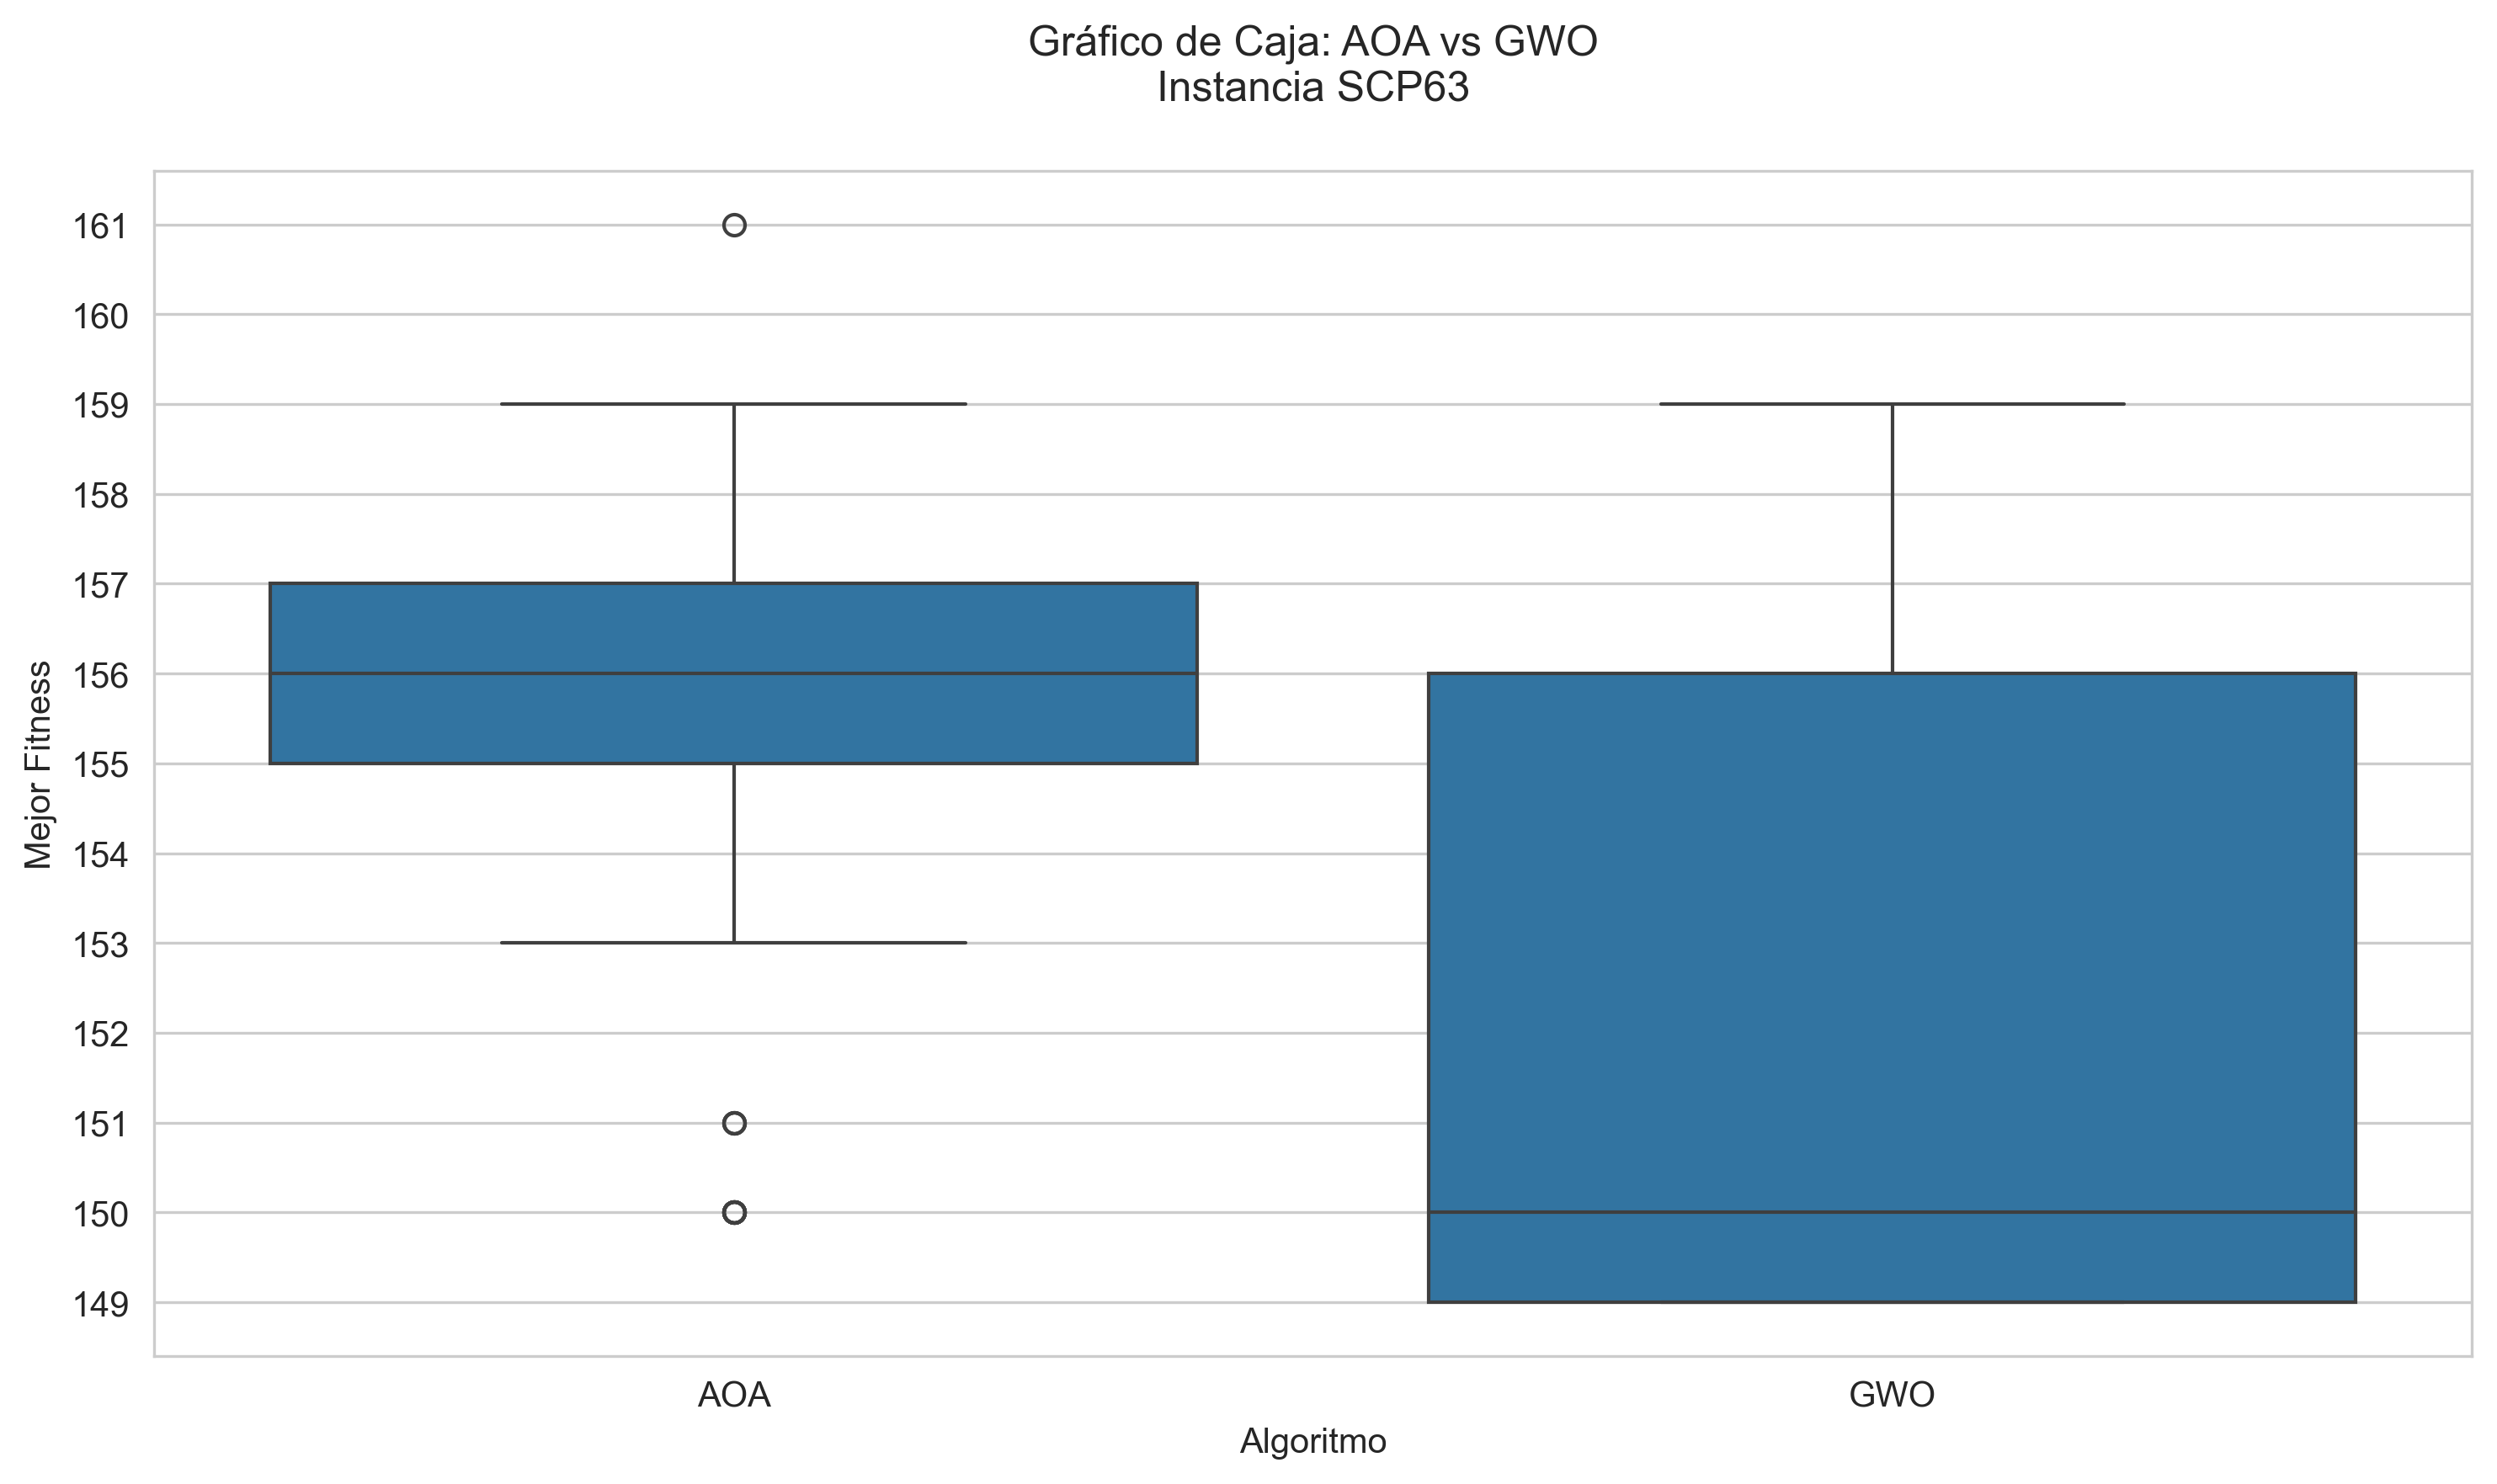 Gráfico de Caja: AOA vs GWO
Instancia SCP63
161
160
159
158
157
156
155
154
153
152
151
150
149
Mejor Fitness
AOA
GWO
Algoritmo